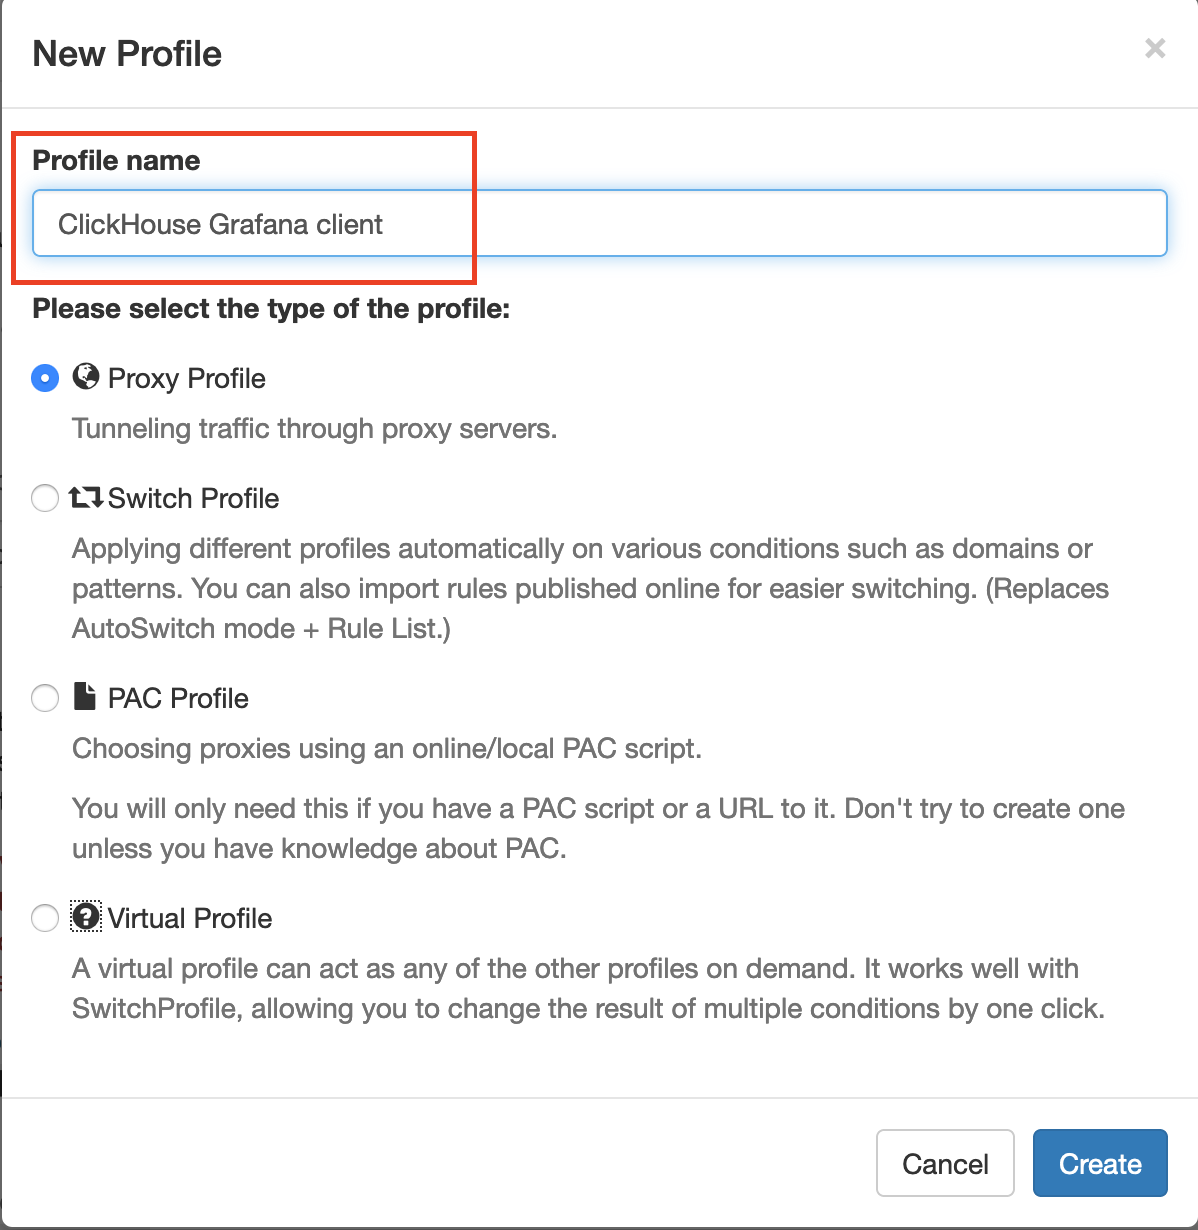 New Profile
×
Profile name
ClickHouse Grafana client
Please select the type of the profile:
Proxy Profile
Tunneling traffic through proxy servers.
Switch Profile
Applying different profiles automatically on various conditions such as domains or
patterns. You can also import rules published online for easier switching. (Replaces
AutoSwitch mode + Rule List.)
PAC Profile
Choosing proxies using an online/local PAC script.
You will only need this if you have a PAC script or a URL to it. Don't try to create one
unless you have knowledge about PAC.
Virtual Profile
A virtual profile can act as any of the other profiles on demand. It works well with
SwitchProfile, allowing you to change the result of multiple conditions by one click.
Cancel
Create